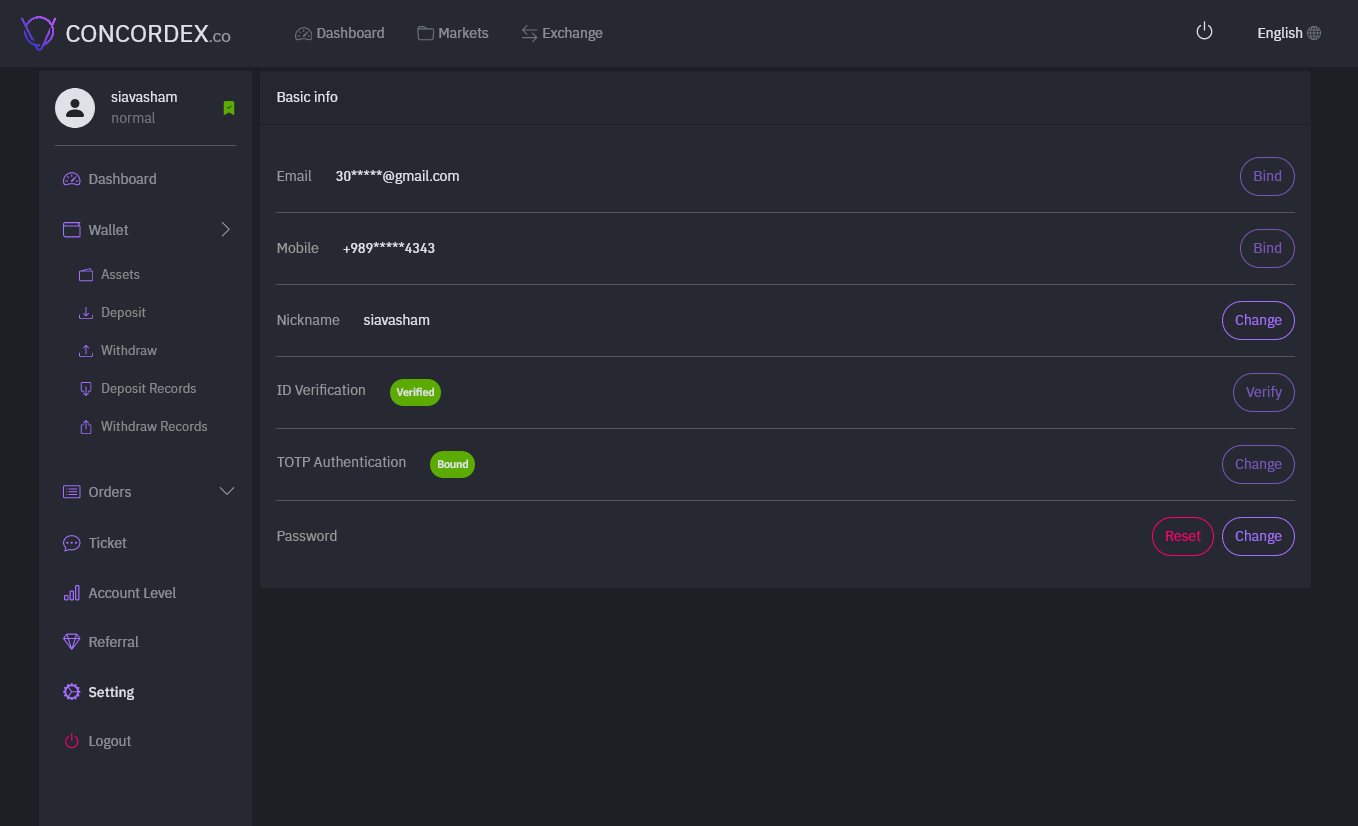 CONCORDEX.co
Dashboard Markets Exchange English
siavasham
normal
Dashboard
Wallet
Assets
Deposit
Withdraw
Deposit Records
Withdraw Records
Orders
Ticket
Account Level
Referral
Setting
Logout
Basic info
Email 30*****@gmail.com Bind
Mobile +989*****4343 Bind
Nickname siavasham Change
ID Verification Verified Verify
TOTP Authentication Bound Change
Password Reset Change